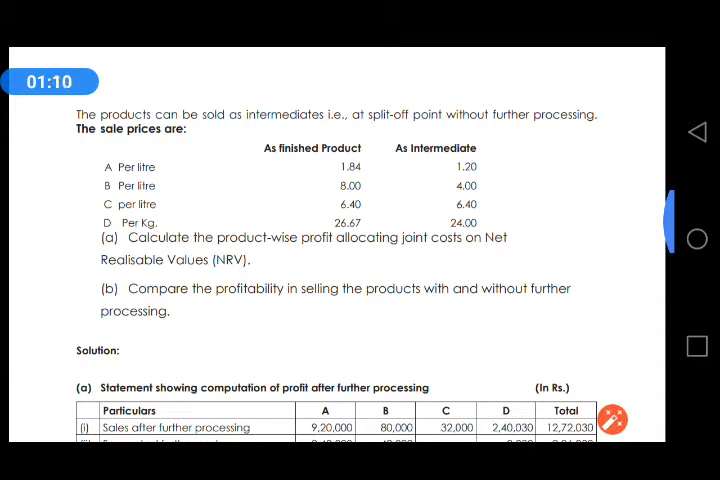 01:10
The products can be sold as intermediates i.e., at split-off point without further processing.
The sale prices are:
As finished Product As Intermediate
A Per litre 1.84 1.20
B Per litre 8.00 4.00
C per litre 6.40 6.40
D Per Kg. 26.67 24.00
(a) Calculate the product-wise profit allocating joint costs on Net
Realisable Values (NRV).
(b) Compare the profitability in selling the products with and without further
processing.
Solution:
(a) Statement showing computation of profit after further processing (In Rs.)
Particulars A B C D Total
(i) Sales after further processing 9,20,000 80,000 32,000 2,40,030 12,72,030